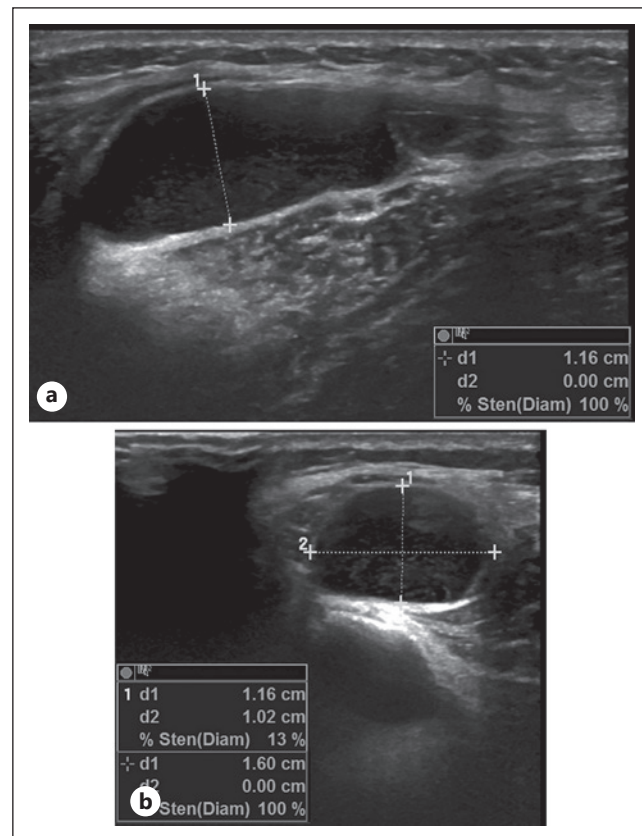 1
d1 1.16 cm
d2 0.00 cm
% Sten(Diam) 100 %
a
1
2
1 d1 1.16 cm
d2 1.02 cm
% Sten(Diam) 13 %
d1 1.60 cm
0.00 cm
Sten(Diam) 100 %
b